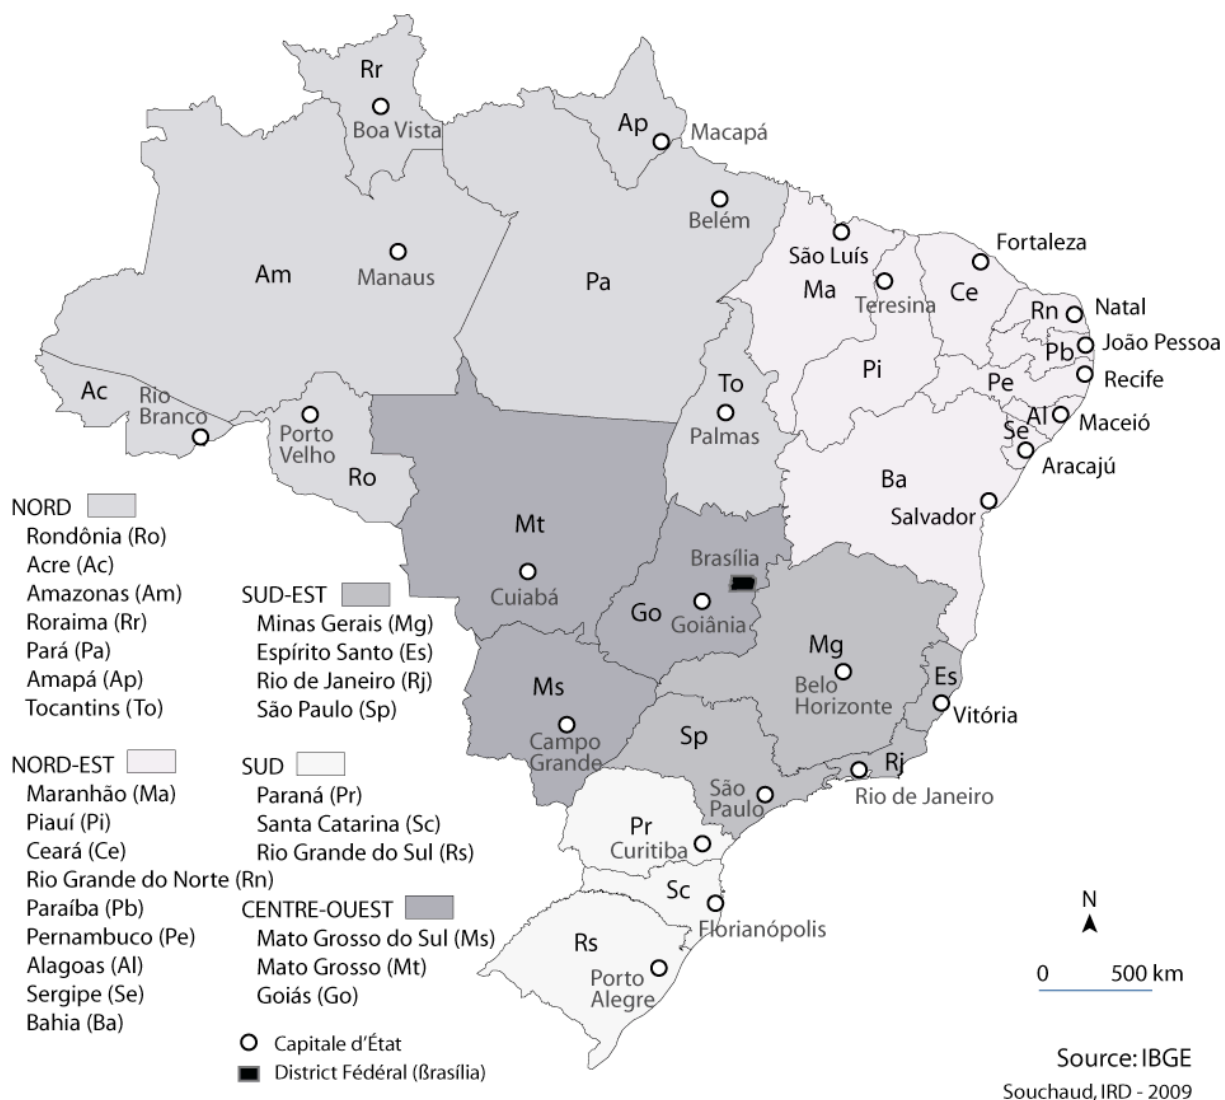 Rr
Boa Vista
Ap
Macapá
Belém
Am
Manaus
Pa
São Luís
Ma
Teresina
Fortaleza
Ce
Rn
Natal
João Pessoa
Pb
Pi
Pe
Recife
To
Palmas
Al
Maceió
Se
Aracajú
Ac
Rio
Branco
Porto
Velho
Ro
Ba
Salvador
Mt
Cuiabá
Brasília
Go
Goiânia
Mg
Belo
Horizonte
Es
Vitória
Ms
Campo
Grande
Sp
São
Paulo
Rj
Rio de Janeiro
Pr
Curitiba
Sc
Florianópolis
Rs
Porto
Alegre
NORD
Rondônia (Ro)
Acre (Ac)
Amazonas (Am)
Roraima (Rr)
Pará (Pa)
Amapá (Ap)
Tocantins (To)
NORD-EST
Maranhão (Ma)
Piauí (Pi)
Ceará (Ce)
Rio Grande do Norte (Rn)
Paraíba (Pb)
Pernambuco (Pe)
Alagoas (Al)
Sergipe (Se)
Bahia (Ba)
SUD-EST
Minas Gerais (Mg)
Espírito Santo (Es)
Rio de Janeiro (Rj)
São Paulo (Sp)
SUD
Paraná (Pr)
Santa Catarina (Sc)
Rio Grande do Sul (Rs)
CENTRE-OUEST
Mato Grosso do Sul (Ms)
Mato Grosso (Mt)
Goiás (Go)
Capitale d'État
District Fédéral (ßrasília)
N
0 500 km
Source: IBGE
Souchaud, IRD - 2009